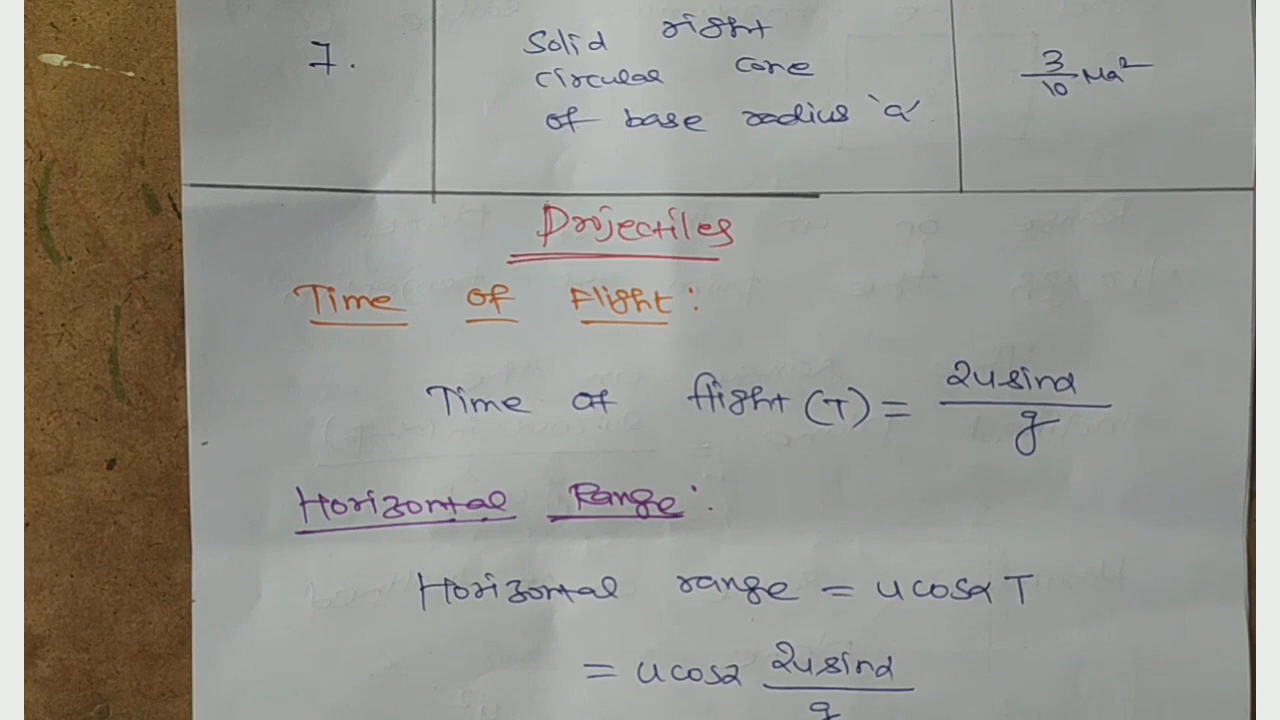 7.
Solid right
circular cone
of base radius 'a'
3/10 Ma²
Projectiles
Time of Flight:
Time of flight (T) = 2u sinα / g
Horizontal Range:
Horizontal range = u cosα T
= u cosα 2u sinα / g